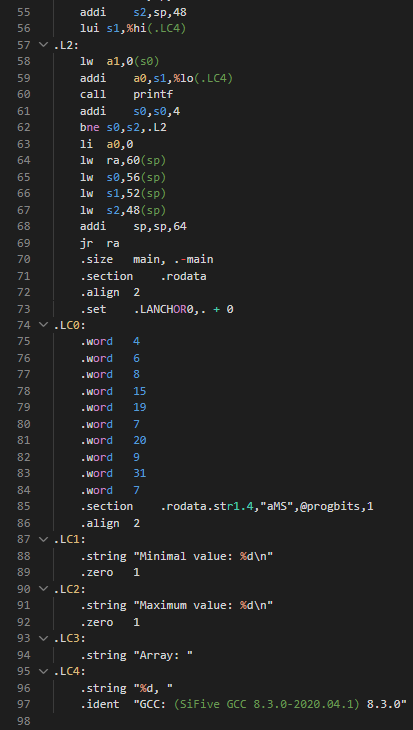 55 addi s2,sp,48
56 lui s1,%hi(.LC4)
57 .L2:
58 lw a1,0(s0)
59 addi a0,s1,%lo(.LC4)
60 call printf
61 addi s0,s0,4
62 bne s0,s2,.L2
63 li a0,0
64 lw ra,60(sp)
65 lw s0,56(sp)
66 lw s1,52(sp)
67 lw s2,48(sp)
68 addi sp,sp,64
69 jr ra
70 .size main, .-main
71 .section .rodata
72 .align 2
73 .set .LANCHOR0,. + 0
74 .LC0:
75 .word 4
76 .word 6
77 .word 8
78 .word 15
79 .word 19
80 .word 7
81 .word 20
82 .word 9
83 .word 31
84 .word 7
85 .section .rodata.str1.4,"aMS",@progbits,1
86 .align 2
87 .LC1:
88 .string "Minimal value: %d\n"
89 .zero 1
90 .LC2:
91 .string "Maximum value: %d\n"
92 .zero 1
93 .LC3:
94 .string "Array: "
95 .LC4:
96 .string "%d, "
97 .ident "GCC: (SiFive GCC 8.3.0-2020.04.1) 8.3.0"
98